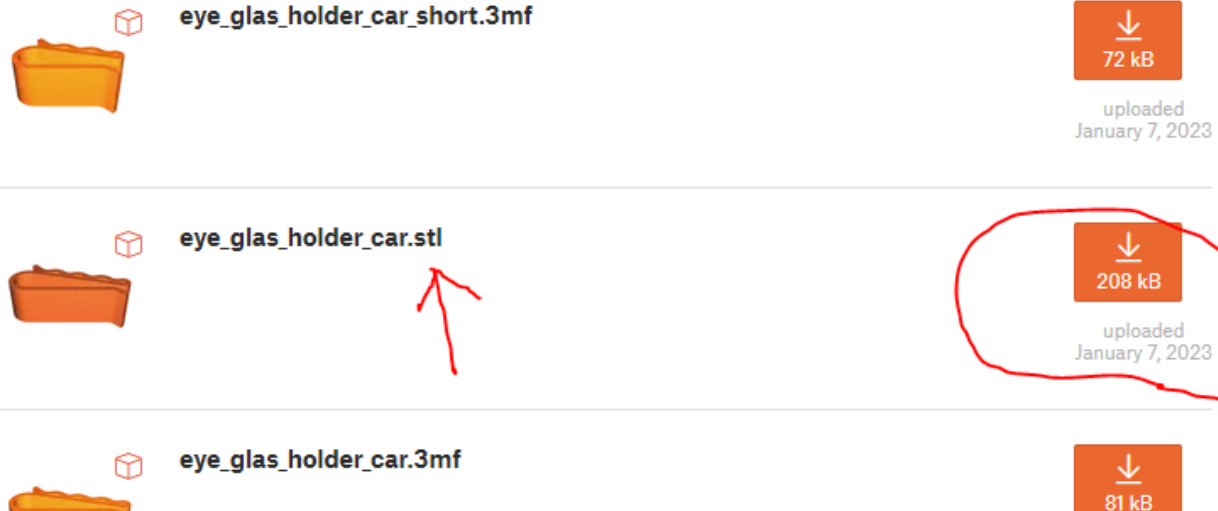 eye_glas_holder_car_short.3mf
72 kB
uploaded
January 7, 2023
eye_glas_holder_car.stl
208 kB
uploaded
January 7, 2023
eye_glas_holder_car.3mf
81 kB